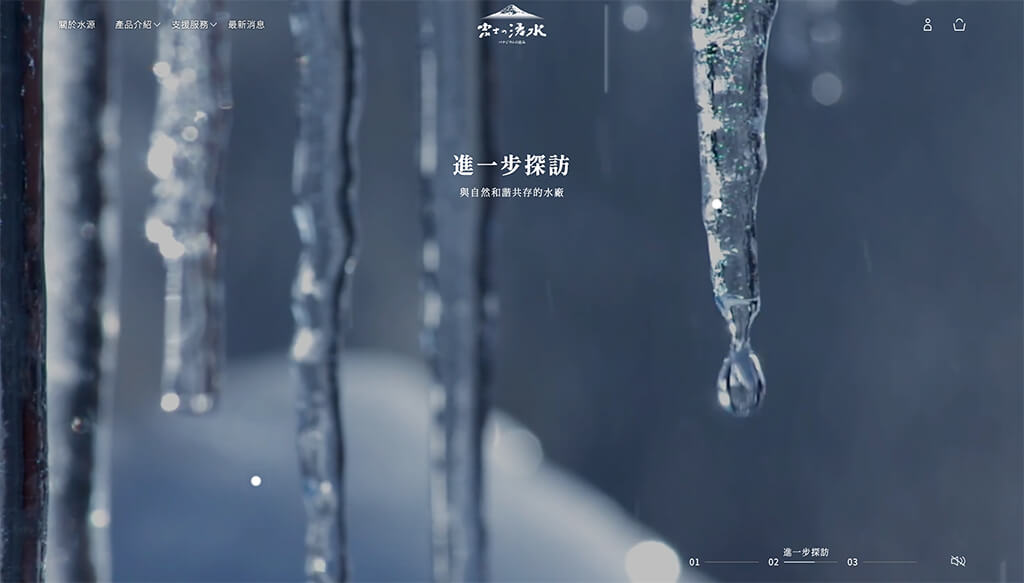 關於水源
產品介紹
支援服務
最新消息
富士の湧水
進一步探訪
與自然和諧共存的水廠
進一步探訪
01
02
03